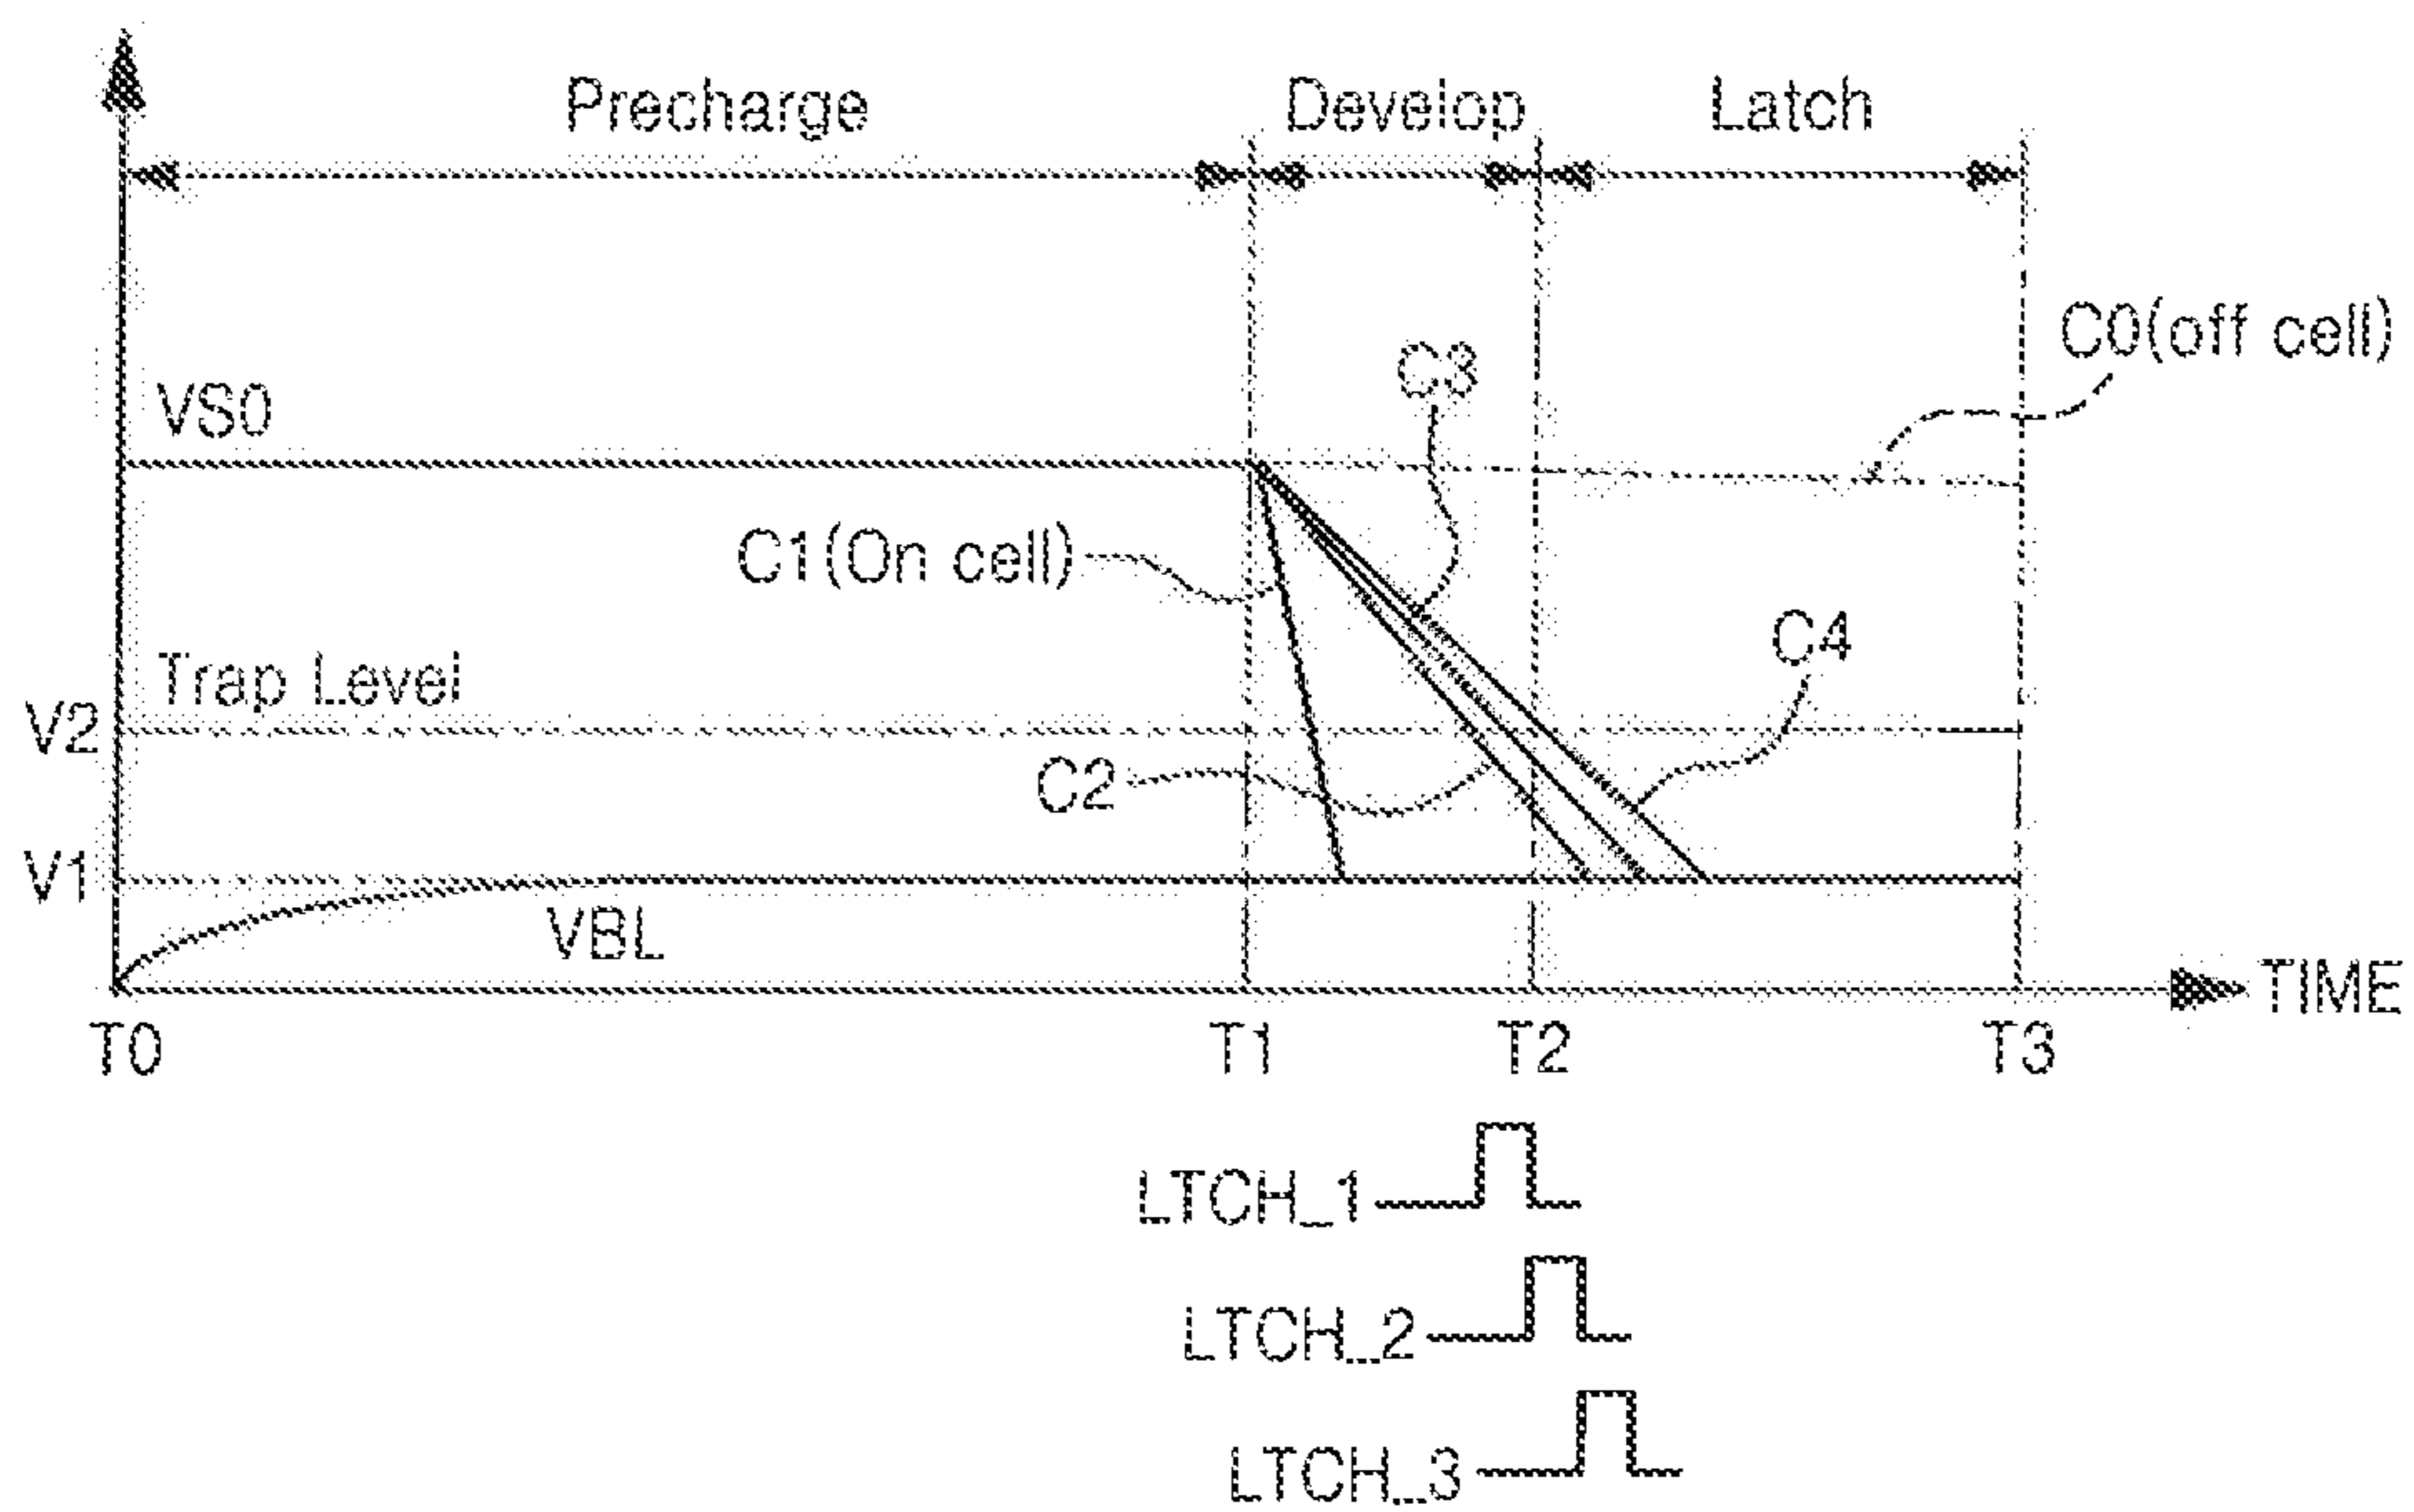 Precharge Develop Latch
C0(off cell)
C3
VS0
C1(On cell)
C4
Trap Level
V2
C2
V1
VBL
TIME
T0 T1 T2 T3
LTCH_1
LTCH_2
LTCH_3